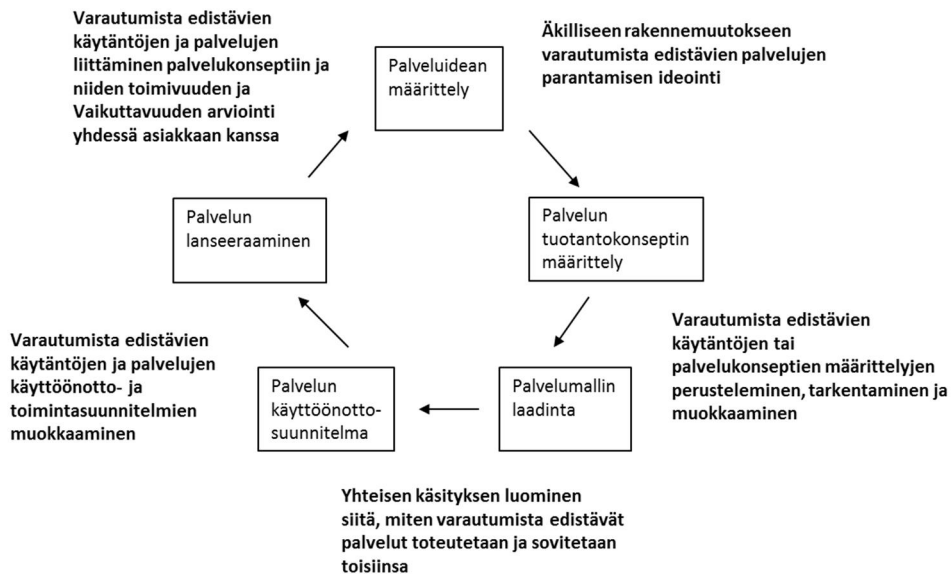 Varautumista edistävien
käytäntöjen ja palvelujen
liittäminen palvelukonseptiin ja
niiden toimivuuden ja
Vaikuttavuuden arviointi
yhdessä asiakkaan kanssa
Palveluidean
määrittely
Äkilliseen rakennemuutokseen
varautumista edistävien palvelujen
parantamisen ideointi
Palvelun
lanseeraaminen
Palvelun
tuotantokonseptin
määrittely
Varautumista edistävien
käytäntöjen ja palvelujen
käyttöönotto- ja
toimintasuunnitelmien
muokkaaminen
Palvelun
käyttöönotto-
suunnitelma
Palvelumallin
laadinta
Varautumista edistävien
käytäntöjen tai
palvelukonseptien määrittelyjen
perusteleminen, tarkentaminen ja
muokkaaminen
Yhteisen käsityksen luominen
siitä, miten varautumista edistävät
palvelut toteutetaan ja sovitetaan
toisiinsa